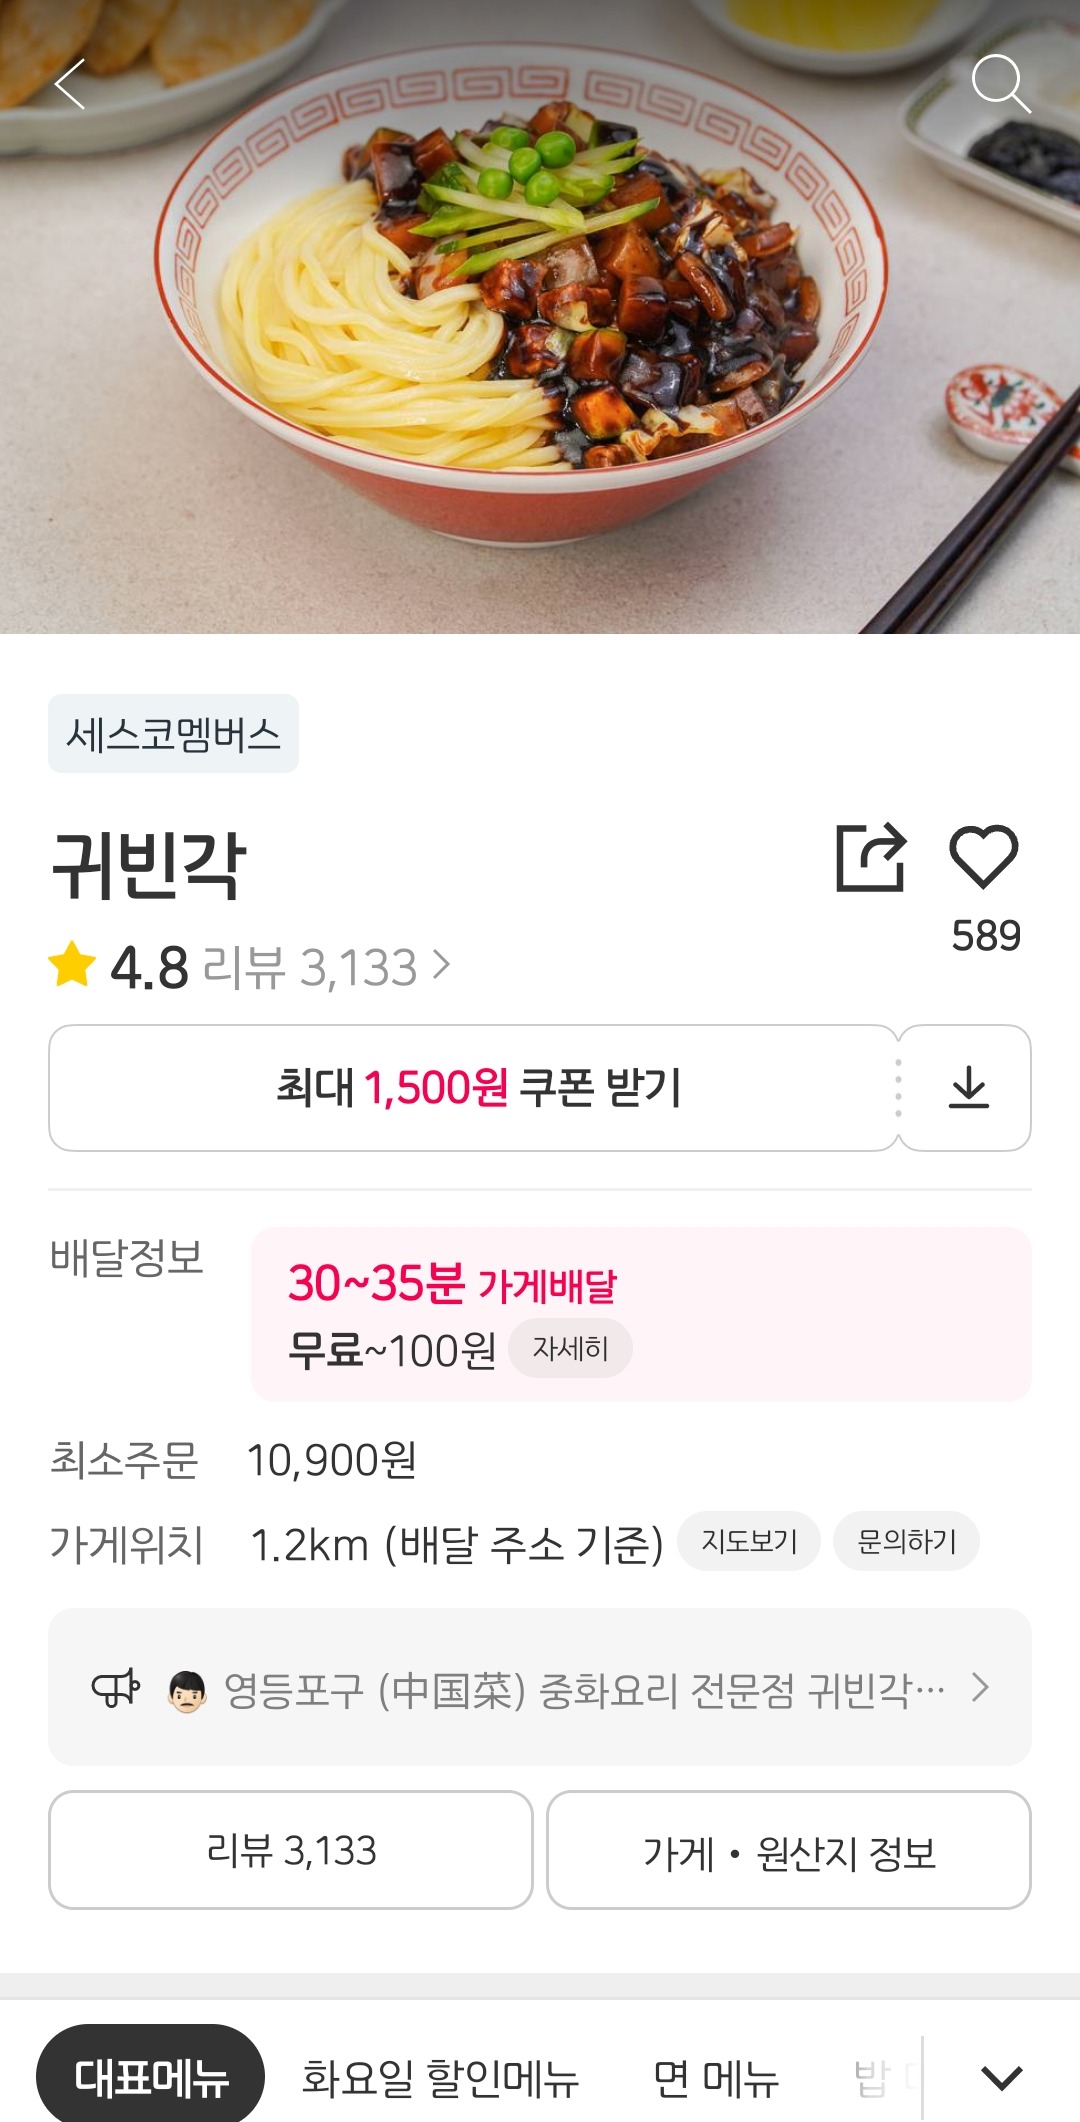 세스코멤버스
귀빈각
589
4.8 리뷰 3,133
최대 1,500원 쿠폰 받기
배달정보
30~35분 가게배달
무료~100원 자세히
최소주문 10,900원
가게위치 1.2km (배달 주소 기준) 지도보기 문의하기
영등포구 (中国菜) 중화요리 전문점 귀빈각…
리뷰 3,133
가게 • 원산지 정보
대표메뉴 화요일 할인메뉴 면 메뉴 밥